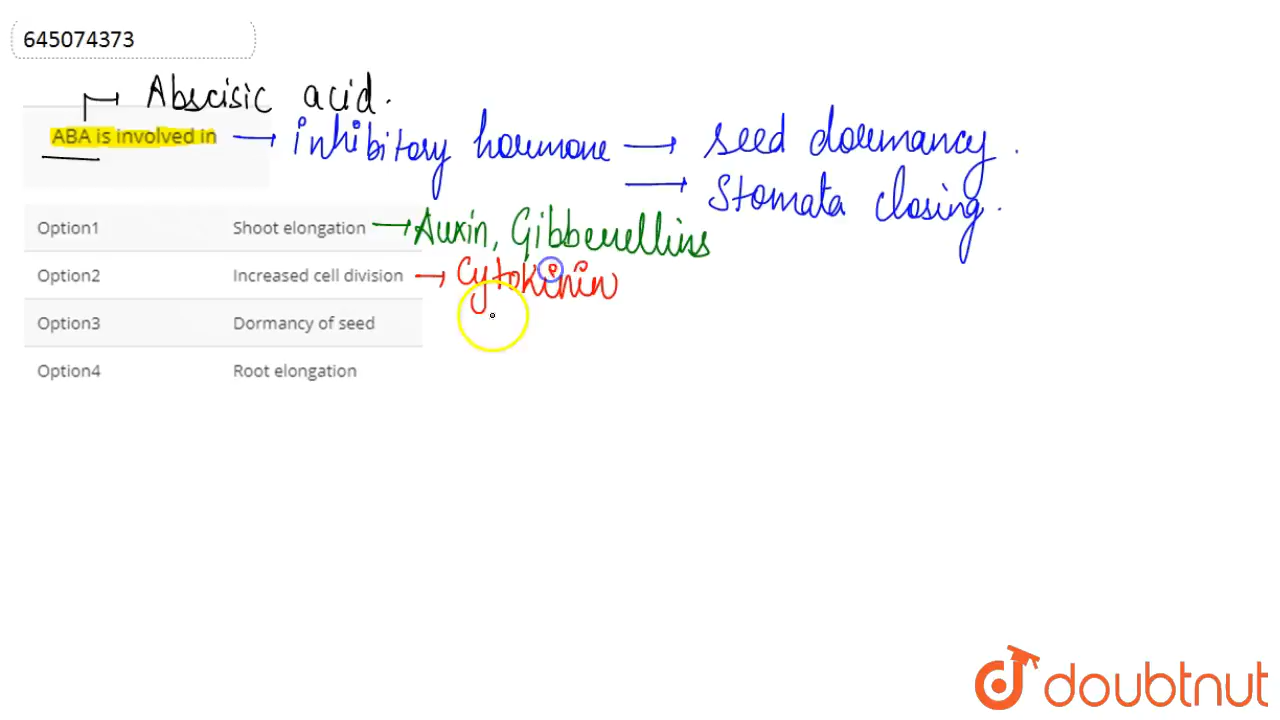 645074373
Abscisic acid.
ABA is involved in → inhibitory hormone → seed dormancy.
→ Stomata closing.
Option1 Shoot elongation → Auxin, Gibberellins
Option2 Increased cell division → Cytokinin
Option3 Dormancy of seed
Option4 Root elongation
doubtnut